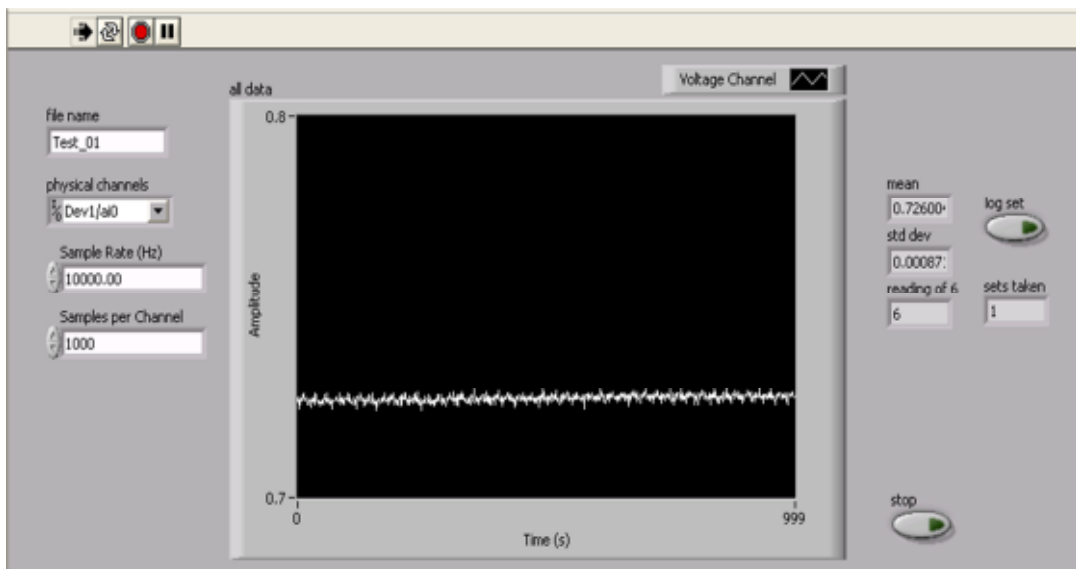 file name
Test_01
physical channels
Dev1/ai0
Sample Rate (Hz)
10000.00
Samples per Channel
1000
all data
Voltage Channel
0.8
Amplitude
0.7
0
999
Time (s)
mean
0.72600
std dev
0.00087
reading of 6
6
log set
sets taken
1
stop